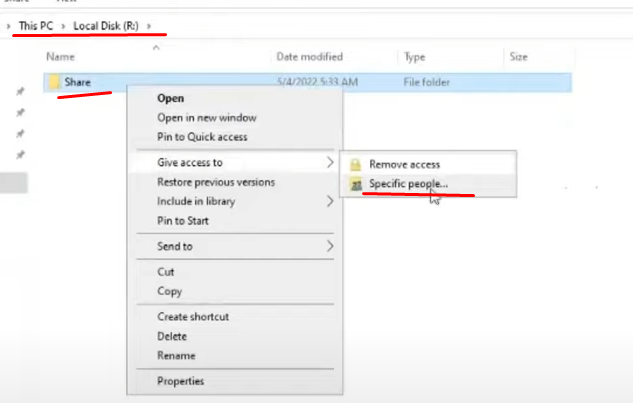 Share View
This PC > Local Disk (R:) >
Name Date modified Type Size
Share 5/4/2022 5:33 AM File folder
Open
Open in new window
Pin to Quick access
Give access to >
Remove access
Specific people...
Restore previous versions
Include in library >
Pin to Start
Send to >
Cut
Copy
Create shortcut
Delete
Rename
Properties